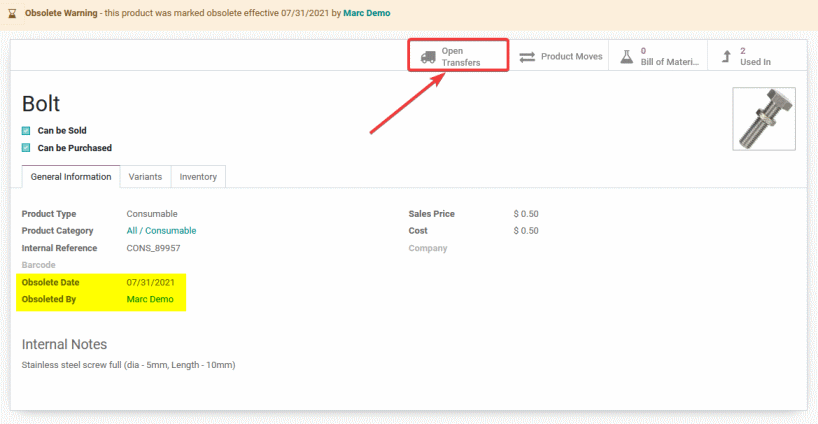 Obsolete Warning - this product was marked obsolete effective 07/31/2021 by Marc Demo
Open Transfers
Product Moves
0 Bill of Materi...
2 Used In
Bolt
Can be Sold
Can be Purchased
General Information Variants Inventory
Product Type Consumable Sales Price $ 0.50
Product Category All / Consumable Cost $ 0.50
Internal Reference CONS_89957 Company
Barcode
Obsolete Date 07/31/2021
Obsoleted By Marc Demo
Internal Notes
Stainless steel screw full (dia - 5mm, Length - 10mm)